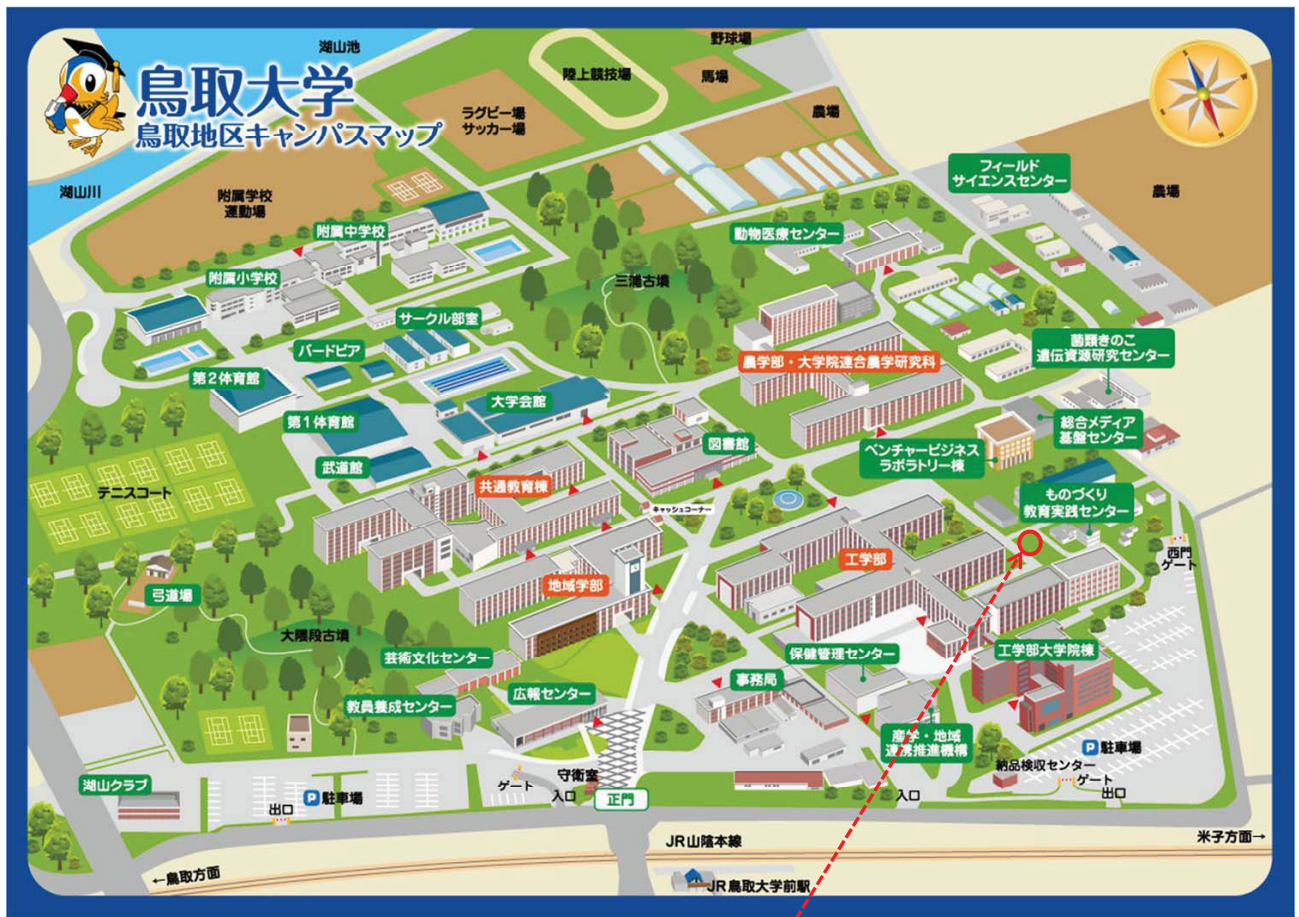 鳥取大学
鳥取地区キャンパスマップ
湖山池
野球場
陸上競技場
馬場
ラグビー場
サッカー場
農場
フィールド
サイエンスセンター
農場
湖山川
附属学校
運動場
附属中学校
動物医療センター
附属小学校
三浦古墳
サークル部室
バードピア
菌類きのこ
遺伝資源研究センター
農学部・大学院連合農学研究科
第2体育館
大学会館
第1体育館
総合メディア
基盤センター
図書館
ベンチャービジネス
ラボラトリー棟
武道館
共通教育棟
テニスコート
キャッシュコーナー
ものづくり
教育実践センター
西門
ゲート
工学部
地域学部
弓道場
大隈段古墳
芸術文化センター
保健管理センター
工学部大学院棟
事務局
広報センター
教員養成センター
産学・地域
連携推進機構
P駐車場
納品検収センター
ゲート
出口
湖山クラブ
守衛室
ゲート
入口
正門
P駐車場
出口
入口
JR山陰本線
米子方面→
←鳥取方面
JR鳥取大学前駅